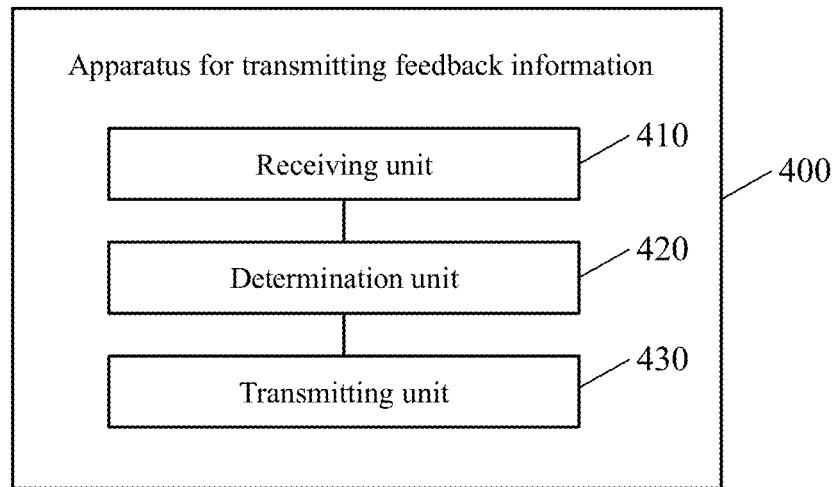 Apparatus for transmitting feedback information
Receiving unit
410
400
Determination unit
420
Transmitting unit
430